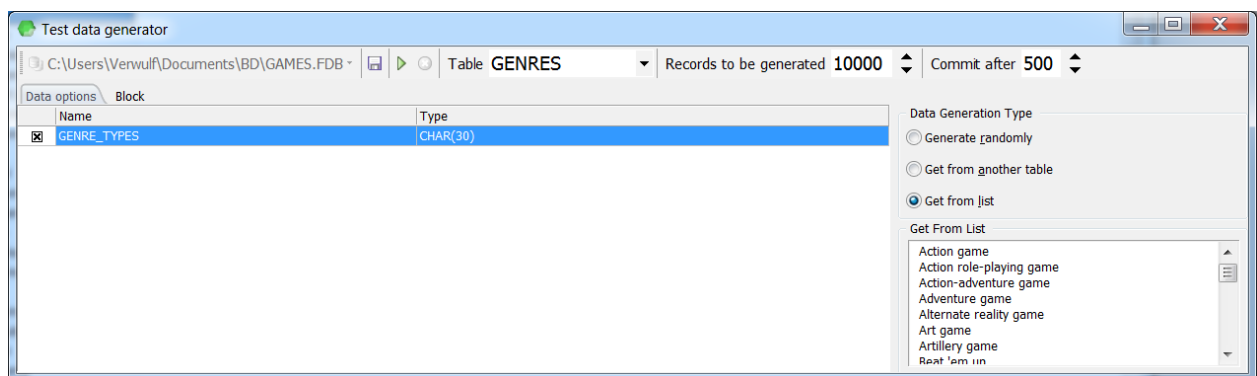 Test data generator
C:\Users\Verwulf\Documents\BD\GAMES.FDB Table GENRES Records to be generated 10000 Commit after 500
Data options Block
Name Type
GENRE_TYPES CHAR(30)
Data Generation Type
Generate randomly
Get from another table
Get from list
Get From List
Action game
Action role-playing game
Action-adventure game
Adventure game
Alternate reality game
Art game
Artillery game
Beat 'em up